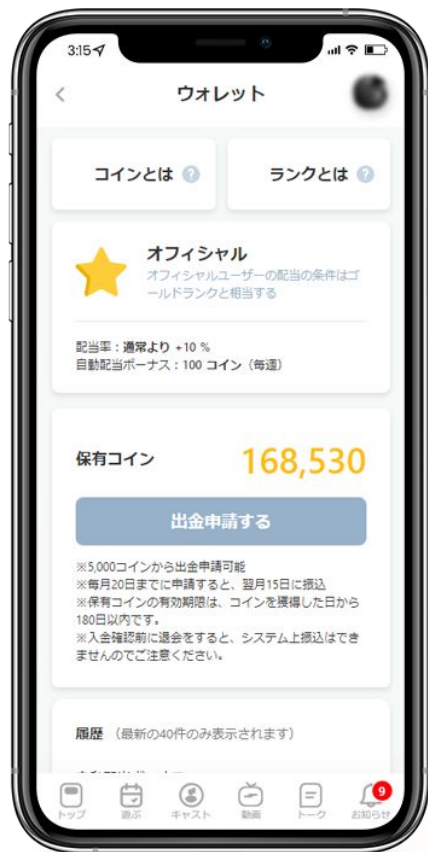 3:15
ウォレット
コインとは ?
ランクとは ?
オフィシャル
オフィシャルユーザーの配当の条件はゴ
ールドランクと相当する
配当率：通常より +10 %
自動配当ボーナス：100 コイン（毎週）
保有コイン
168,530
出金申請する
※5,000コインから出金申請可能
※毎月20日までに申請すると、翌月15日に振込
※保有コインの有効期限は、コインを獲得した日から
180日以内です。
※入金確認前に退会をすると、システム上振込はでき
ませんのでご注意ください。
履歴 （最新の40件のみ表示されます）
9
トップ
遊ぶ
キャスト
動画
トーク
お知らせ